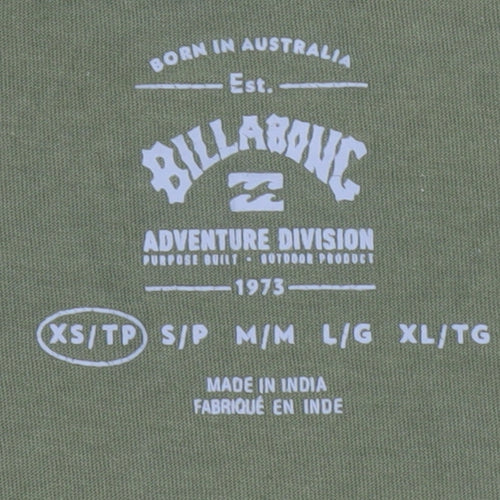 BORN IN AUSTRALIA
Est.
BILLABONG
ADVENTURE DIVISION
PURPOSE BUILT · OUTDOOR PRODUCT
1973
XS/TP S/P M/M L/G XL/TG
MADE IN INDIA
FABRIQUÉ EN INDE